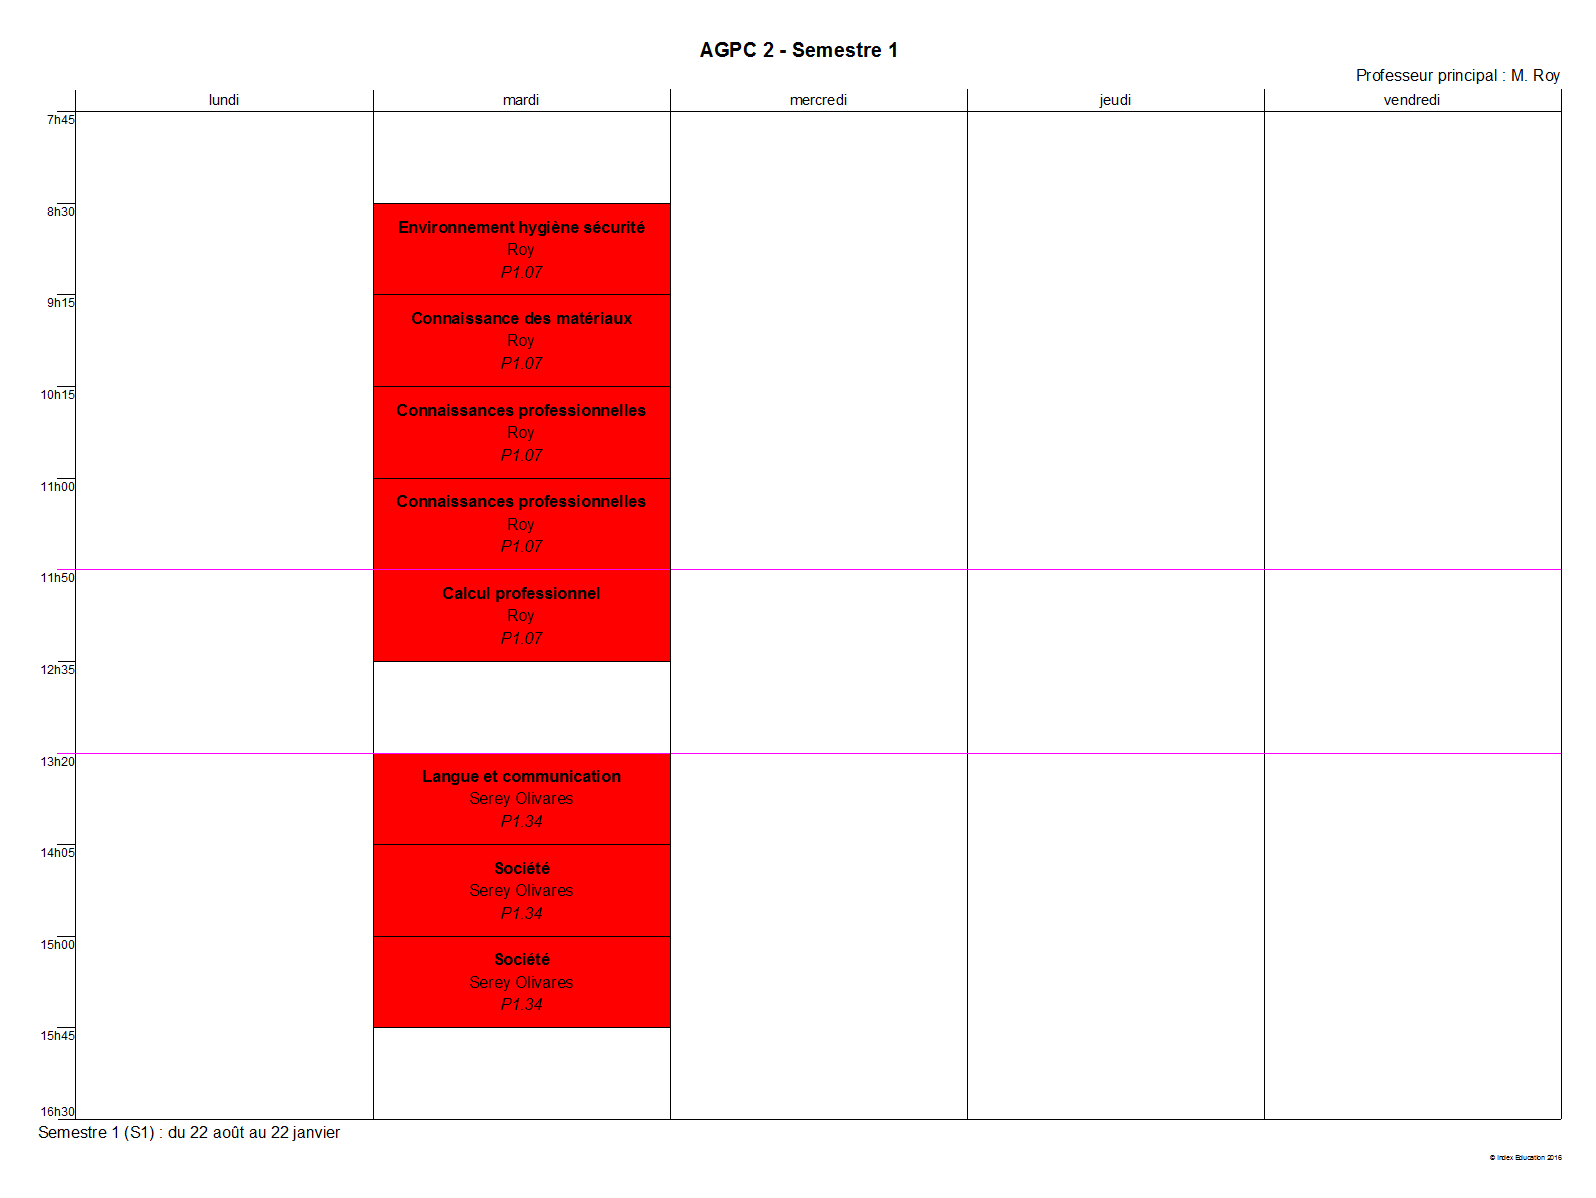 AGPC 2 - Semestre 1
Professeur principal : M. Roy
lundi mardi mercredi jeudi vendredi
7h45
8h30
Environnement hygiène sécurité
Roy
P1.07
9h15
Connaissance des matériaux
Roy
P1.07
10h15
Connaissances professionnelles
Roy
P1.07
11h00
Connaissances professionnelles
Roy
P1.07
11h50
Calcul professionnel
Roy
P1.07
12h35
13h20
Langue et communication
Serey Olivares
P1.34
14h05
Société
Serey Olivares
P1.34
15h00
Société
Serey Olivares
P1.34
15h45
16h30
Semestre 1 (S1) : du 22 août au 22 janvier
© Index Education 2016